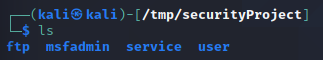 ┌──(kali㉿kali)-[/tmp/securityProject]
└─$ ls
ftp msfadmin service user